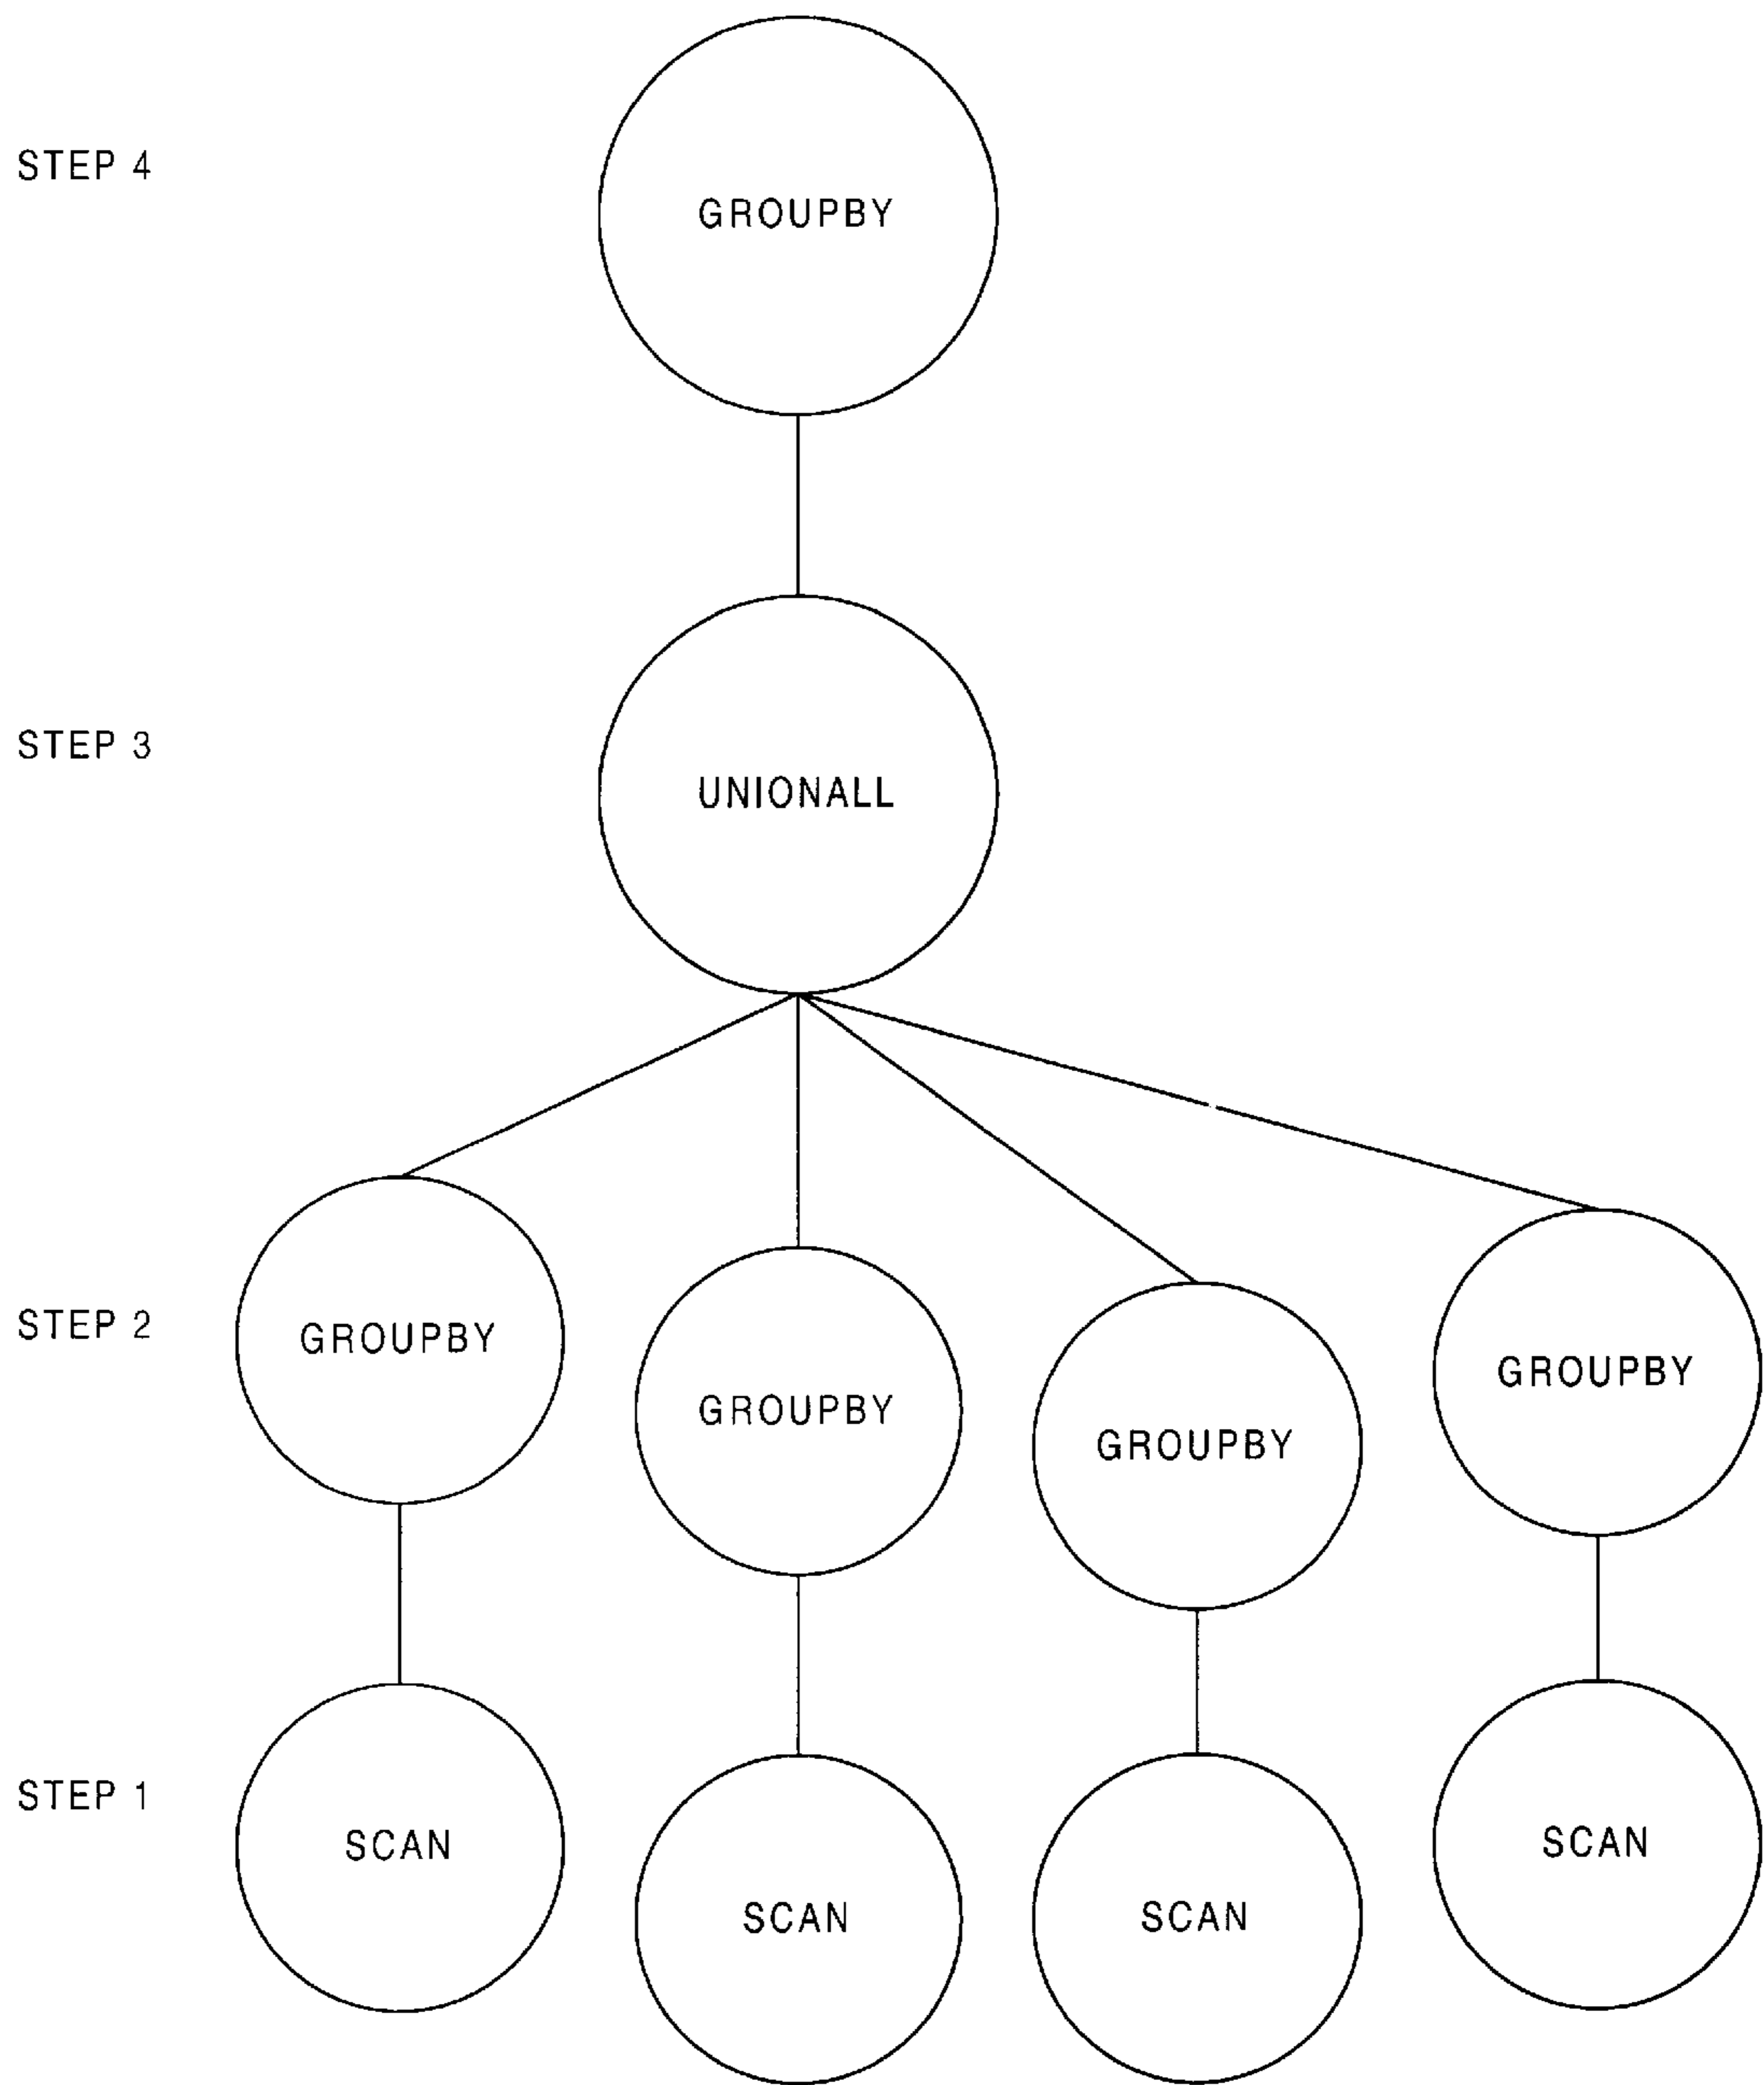 STEP 4
GROUPBY
STEP 3
UNIONALL
STEP 2
GROUPBY
GROUPBY
GROUPBY
GROUPBY
STEP 1
SCAN
SCAN
SCAN
SCAN